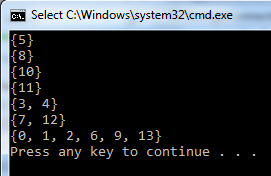 Select C:\Windows\system32\cmd.exe
{5}
{8}
{10}
{11}
{3, 4}
{7, 12}
{0, 1, 2, 6, 9, 13}
Press any key to continue . . .